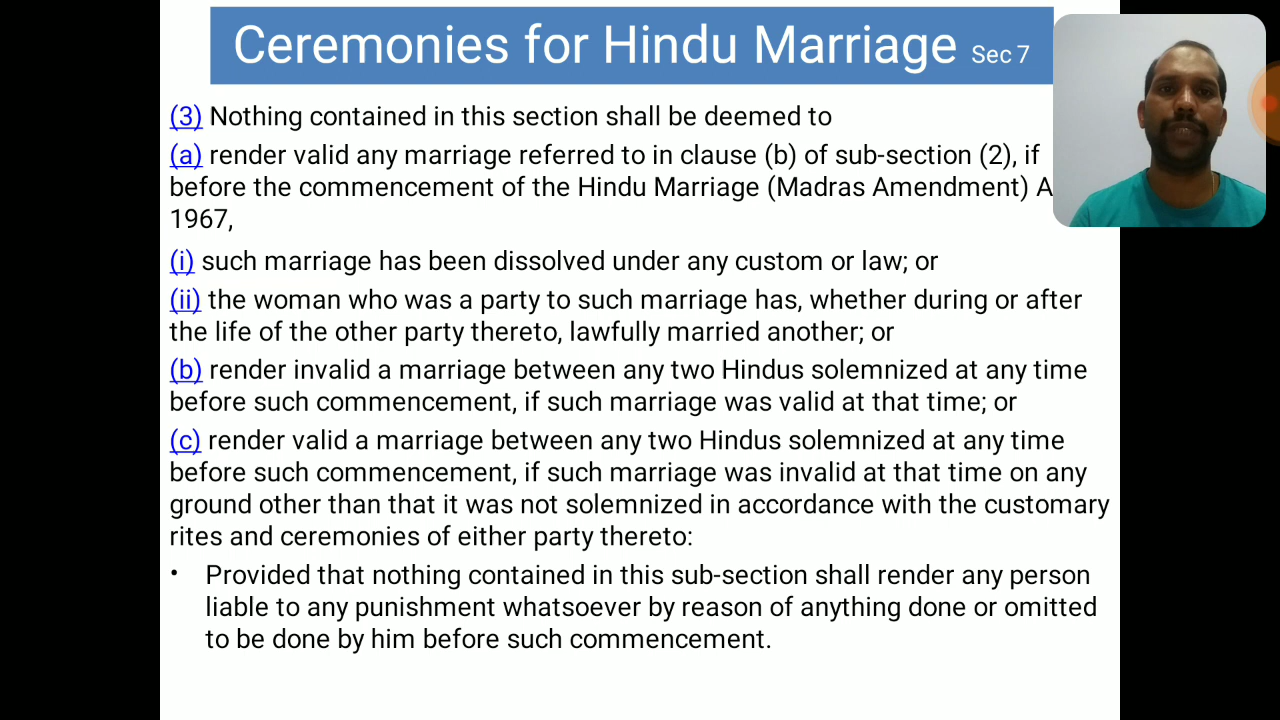 Ceremonies for Hindu Marriage Sec 7
(3) Nothing contained in this section shall be deemed to
(a) render valid any marriage referred to in clause (b) of sub-section (2), if
before the commencement of the Hindu Marriage (Madras Amendment) A
1967,
(i) such marriage has been dissolved under any custom or law; or
(ii) the woman who was a party to such marriage has, whether during or after
the life of the other party thereto, lawfully married another; or
(b) render invalid a marriage between any two Hindus solemnized at any time
before such commencement, if such marriage was valid at that time; or
(c) render valid a marriage between any two Hindus solemnized at any time
before such commencement, if such marriage was invalid at that time on any
ground other than that it was not solemnized in accordance with the customary
rites and ceremonies of either party thereto:
• Provided that nothing contained in this sub-section shall render any person
liable to any punishment whatsoever by reason of anything done or omitted
to be done by him before such commencement.